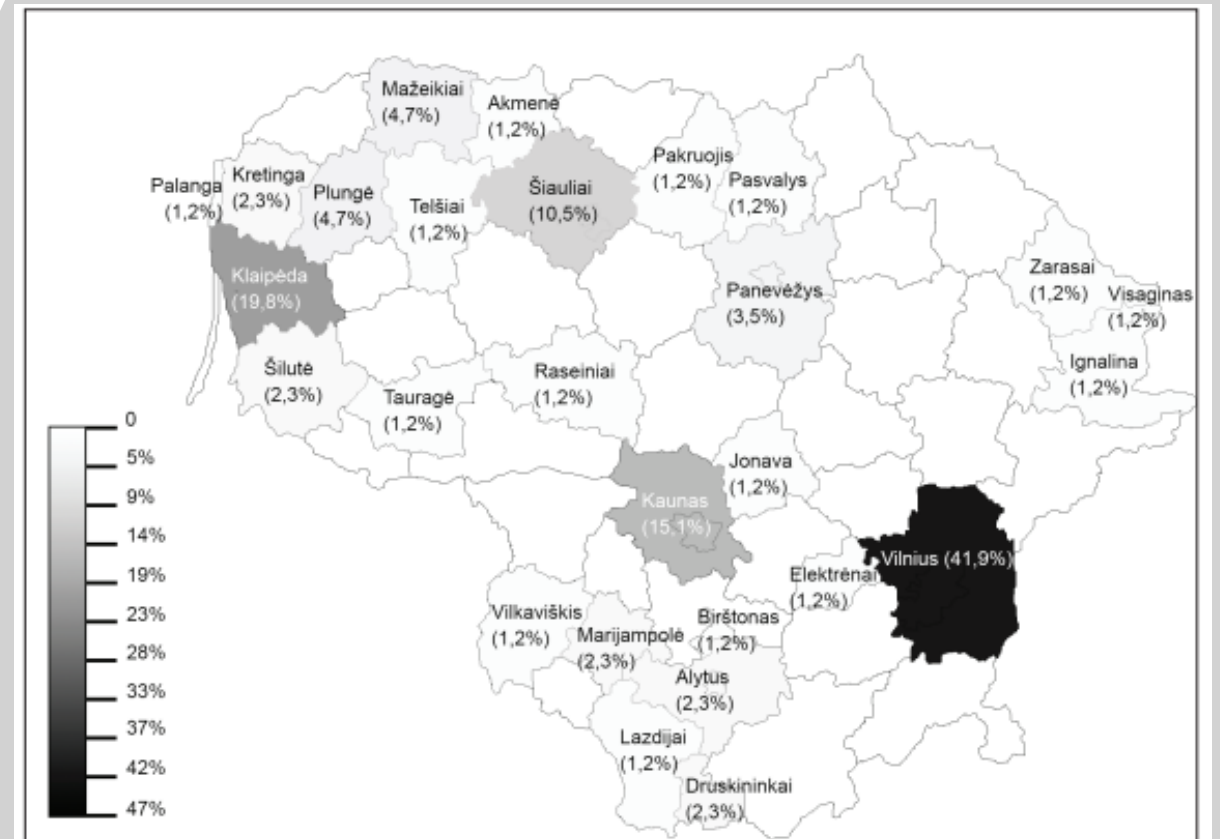 Mažeikiai
(4,7%)
Akmenė
(1,2%)
Pakruojis
(1,2%)
Pasvalys
(1,2%)
Palanga
(1,2%)
Kretinga
(2,3%)
Plungė
(4,7%)
Telšiai
(1,2%)
Šiauliai
(10,5%)
Klaipėda
(19,8%)
Panevėžys
(3,5%)
Zarasai
(1,2%)
Visaginas
(1,2%)
Ignalina
(1,2%)
Šilutė
(2,3%)
Tauragė
(1,2%)
Raseiniai
(1,2%)
Jonava
(1,2%)
Kaunas
(15,1%)
Vilnius (41,9%)
Elektrėnai
(1,2%)
Vilkaviškis
(1,2%)
Marijampolė
(2,3%)
Birštonas
(1,2%)
Alytus
(2,3%)
Lazdijai
(1,2%)
Druskininkai
(2,3%)
0
5%
9%
14%
19%
23%
28%
33%
37%
42%
47%